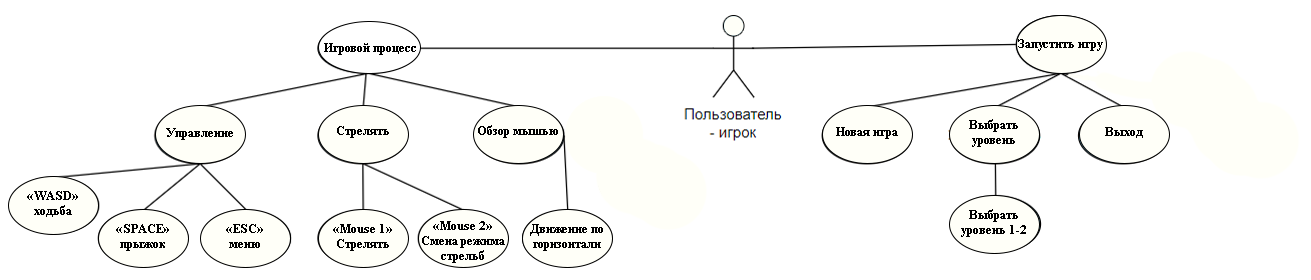 Игровой процесс
Запустить игру
Пользователь
- игрок
Управление
Стрелять
Обзор мышью
Новая игра
Выбрать
уровень
Выход
«WASD»
ходьба
«SPACE»
прыжок
«ESC»
меню
«Mouse 1»
Стрелять
«Mouse 2»
Смена режима
стрельб
Движение по
горизонтали
Выбрать
уровень 1-2